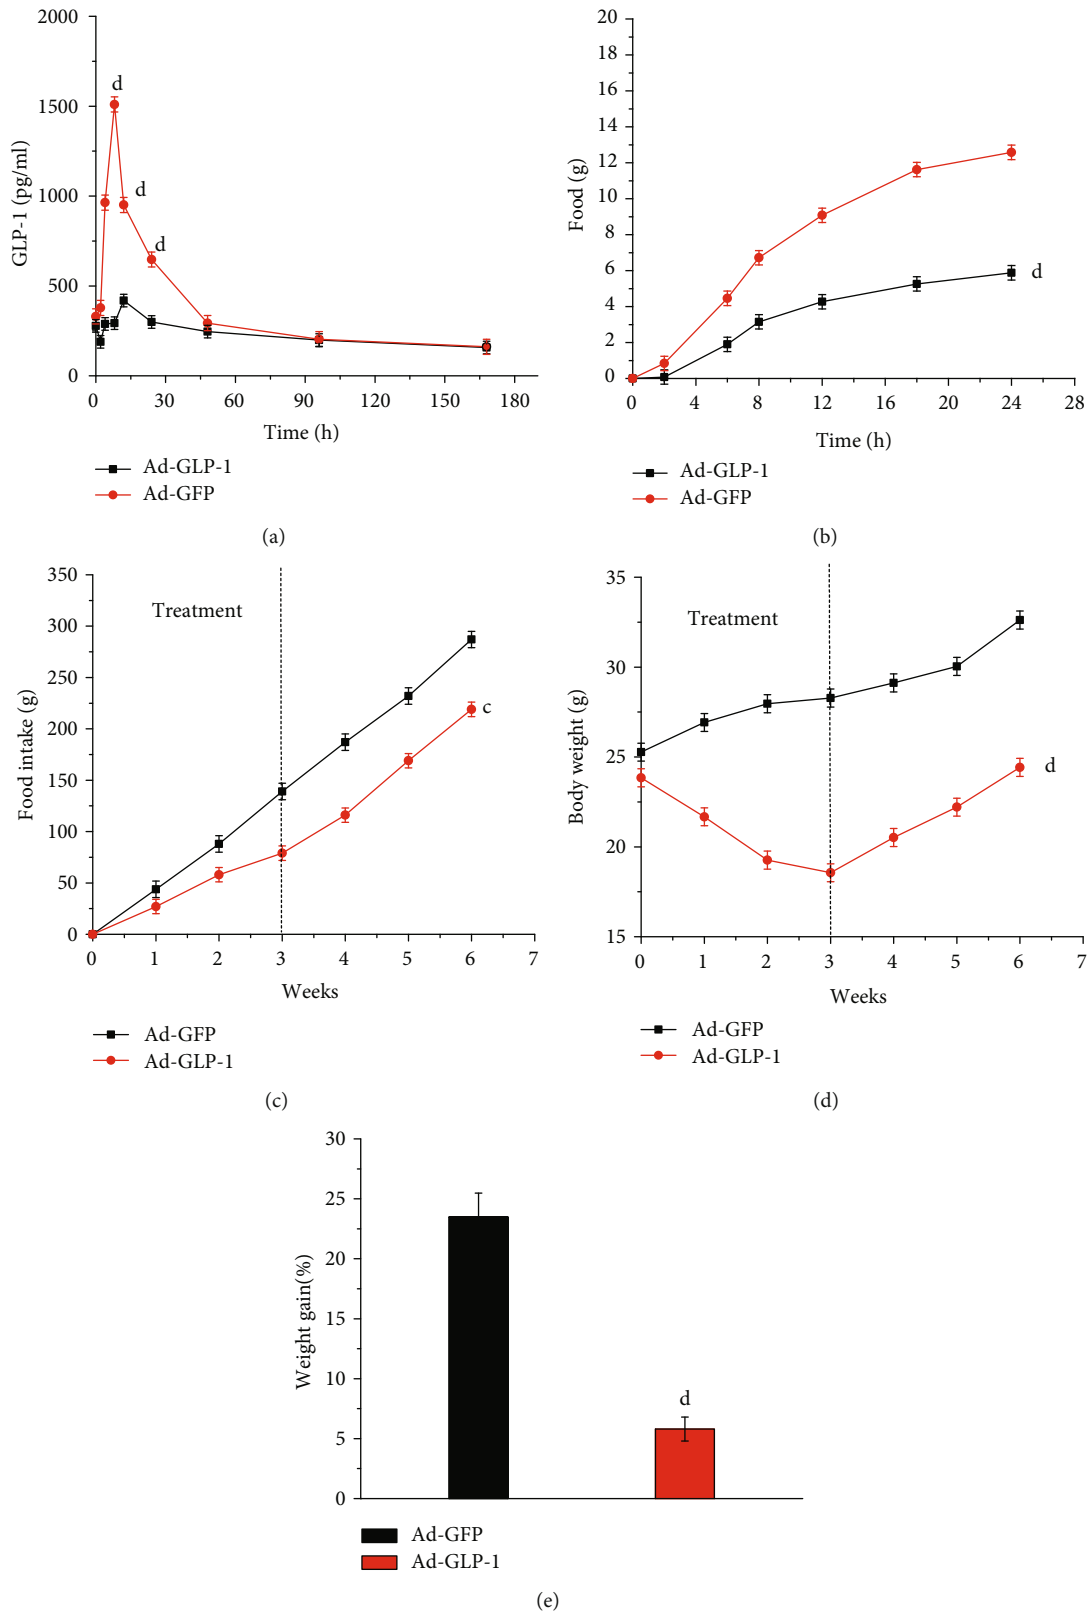 2000
1500
1000
500
0
GLP-1 (pg/ml)
d
d
d
0 30 60 90 120 150 180
Time (h)
Ad-GLP-1
Ad-GFP
(a)
20
18
16
14
12
10
8
6
4
2
0
Food (g)
d
0 4 8 12 16 20 24 28
Time (h)
Ad-GLP-1
Ad-GFP
(b)
350
300
250
200
150
100
50
0
Food intake (g)
Treatment
c
0 1 2 3 4 5 6 7
Weeks
Ad-GFP
Ad-GLP-1
(c)
35
30
25
20
15
Body weight (g)
Treatment
d
0 1 2 3 4 5 6 7
Weeks
Ad-GFP
Ad-GLP-1
(d)
30
25
20
15
10
5
0
Weight gain(%)
d
Ad-GFP
Ad-GLP-1
(e)